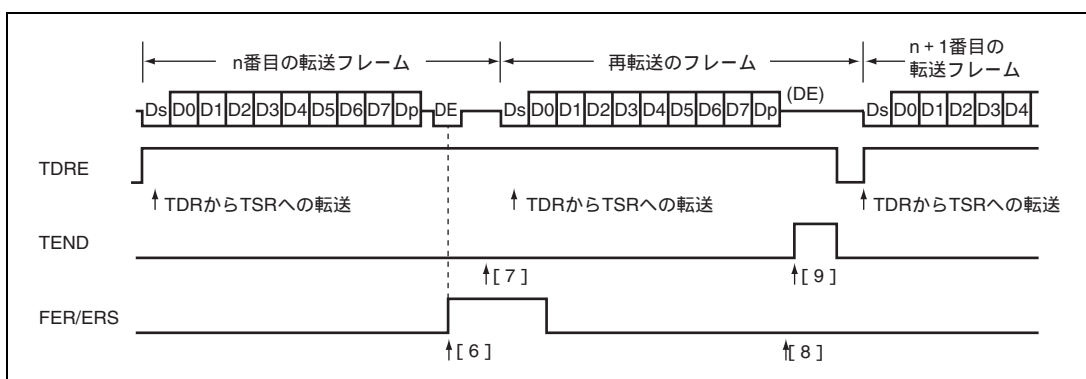 n番目の転送フレーム
再転送のフレーム
n + 1番目の
転送フレーム
Ds D0 D1 D2 D3 D4 D5 D6 D7 Dp DE Ds D0 D1 D2 D3 D4 D5 D6 D7 Dp (DE) Ds D0 D1 D2 D3 D4
TDRE
TDRからTSRへの転送 TDRからTSRへの転送 TDRからTSRへの転送
TEND
[ 7 ] [ 9 ]
FER/ERS
[ 6 ] [ 8 ]